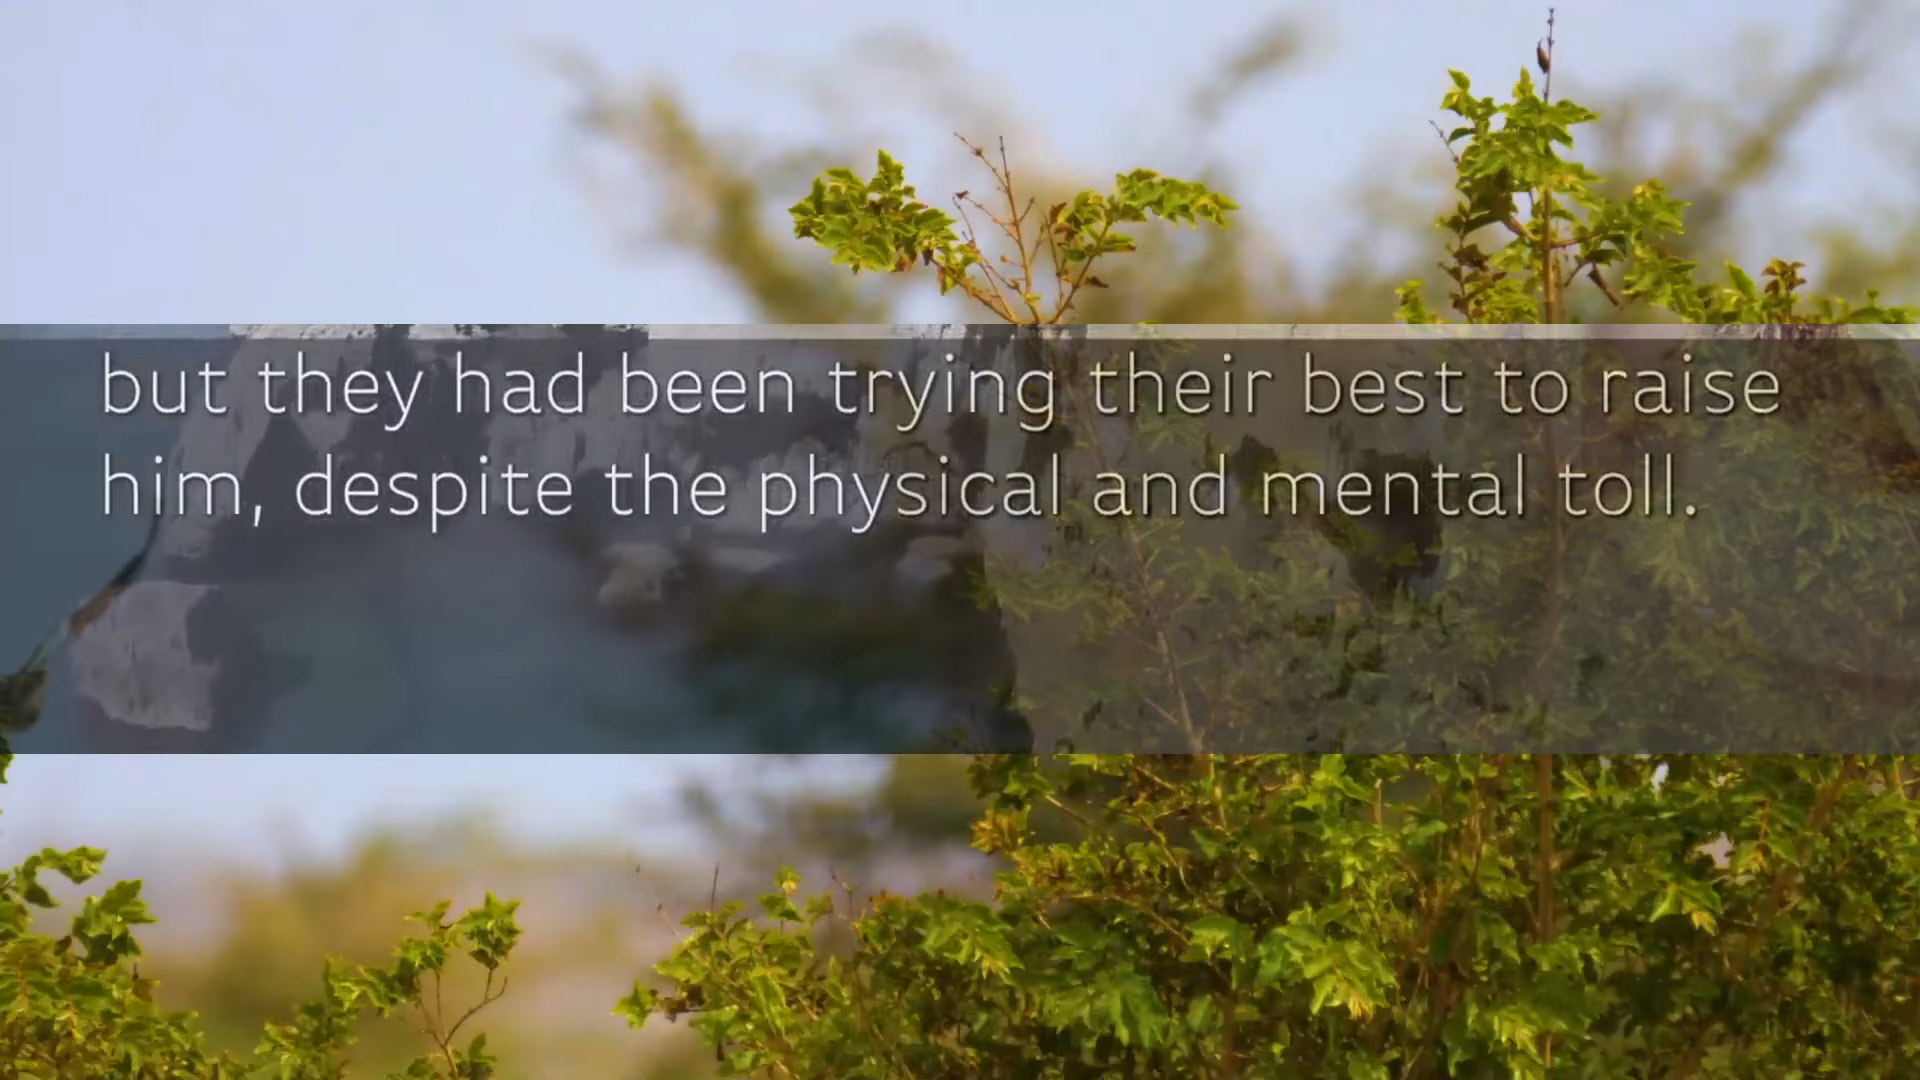 but they had been trying their best to raise
him, despite the physical and mental toll.